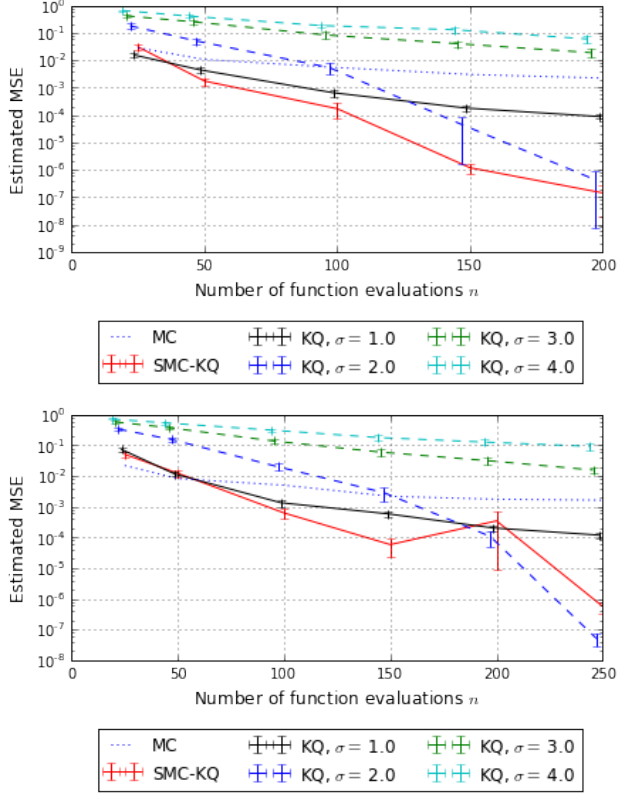 10⁰
10⁻¹
10⁻²
10⁻³
10⁻⁴
10⁻⁵
10⁻⁶
10⁻⁷
10⁻⁸
10⁻⁹
Estimated MSE
0 50 100 150 200
Number of function evaluations n
MC KQ, σ = 1.0 KQ, σ = 3.0
SMC-KQ KQ, σ = 2.0 KQ, σ = 4.0
10⁰
10⁻¹
10⁻²
10⁻³
10⁻⁴
10⁻⁵
10⁻⁶
10⁻⁷
10⁻⁸
Estimated MSE
0 50 100 150 200 250
Number of function evaluations n
MC KQ, σ = 1.0 KQ, σ = 3.0
SMC-KQ KQ, σ = 2.0 KQ, σ = 4.0